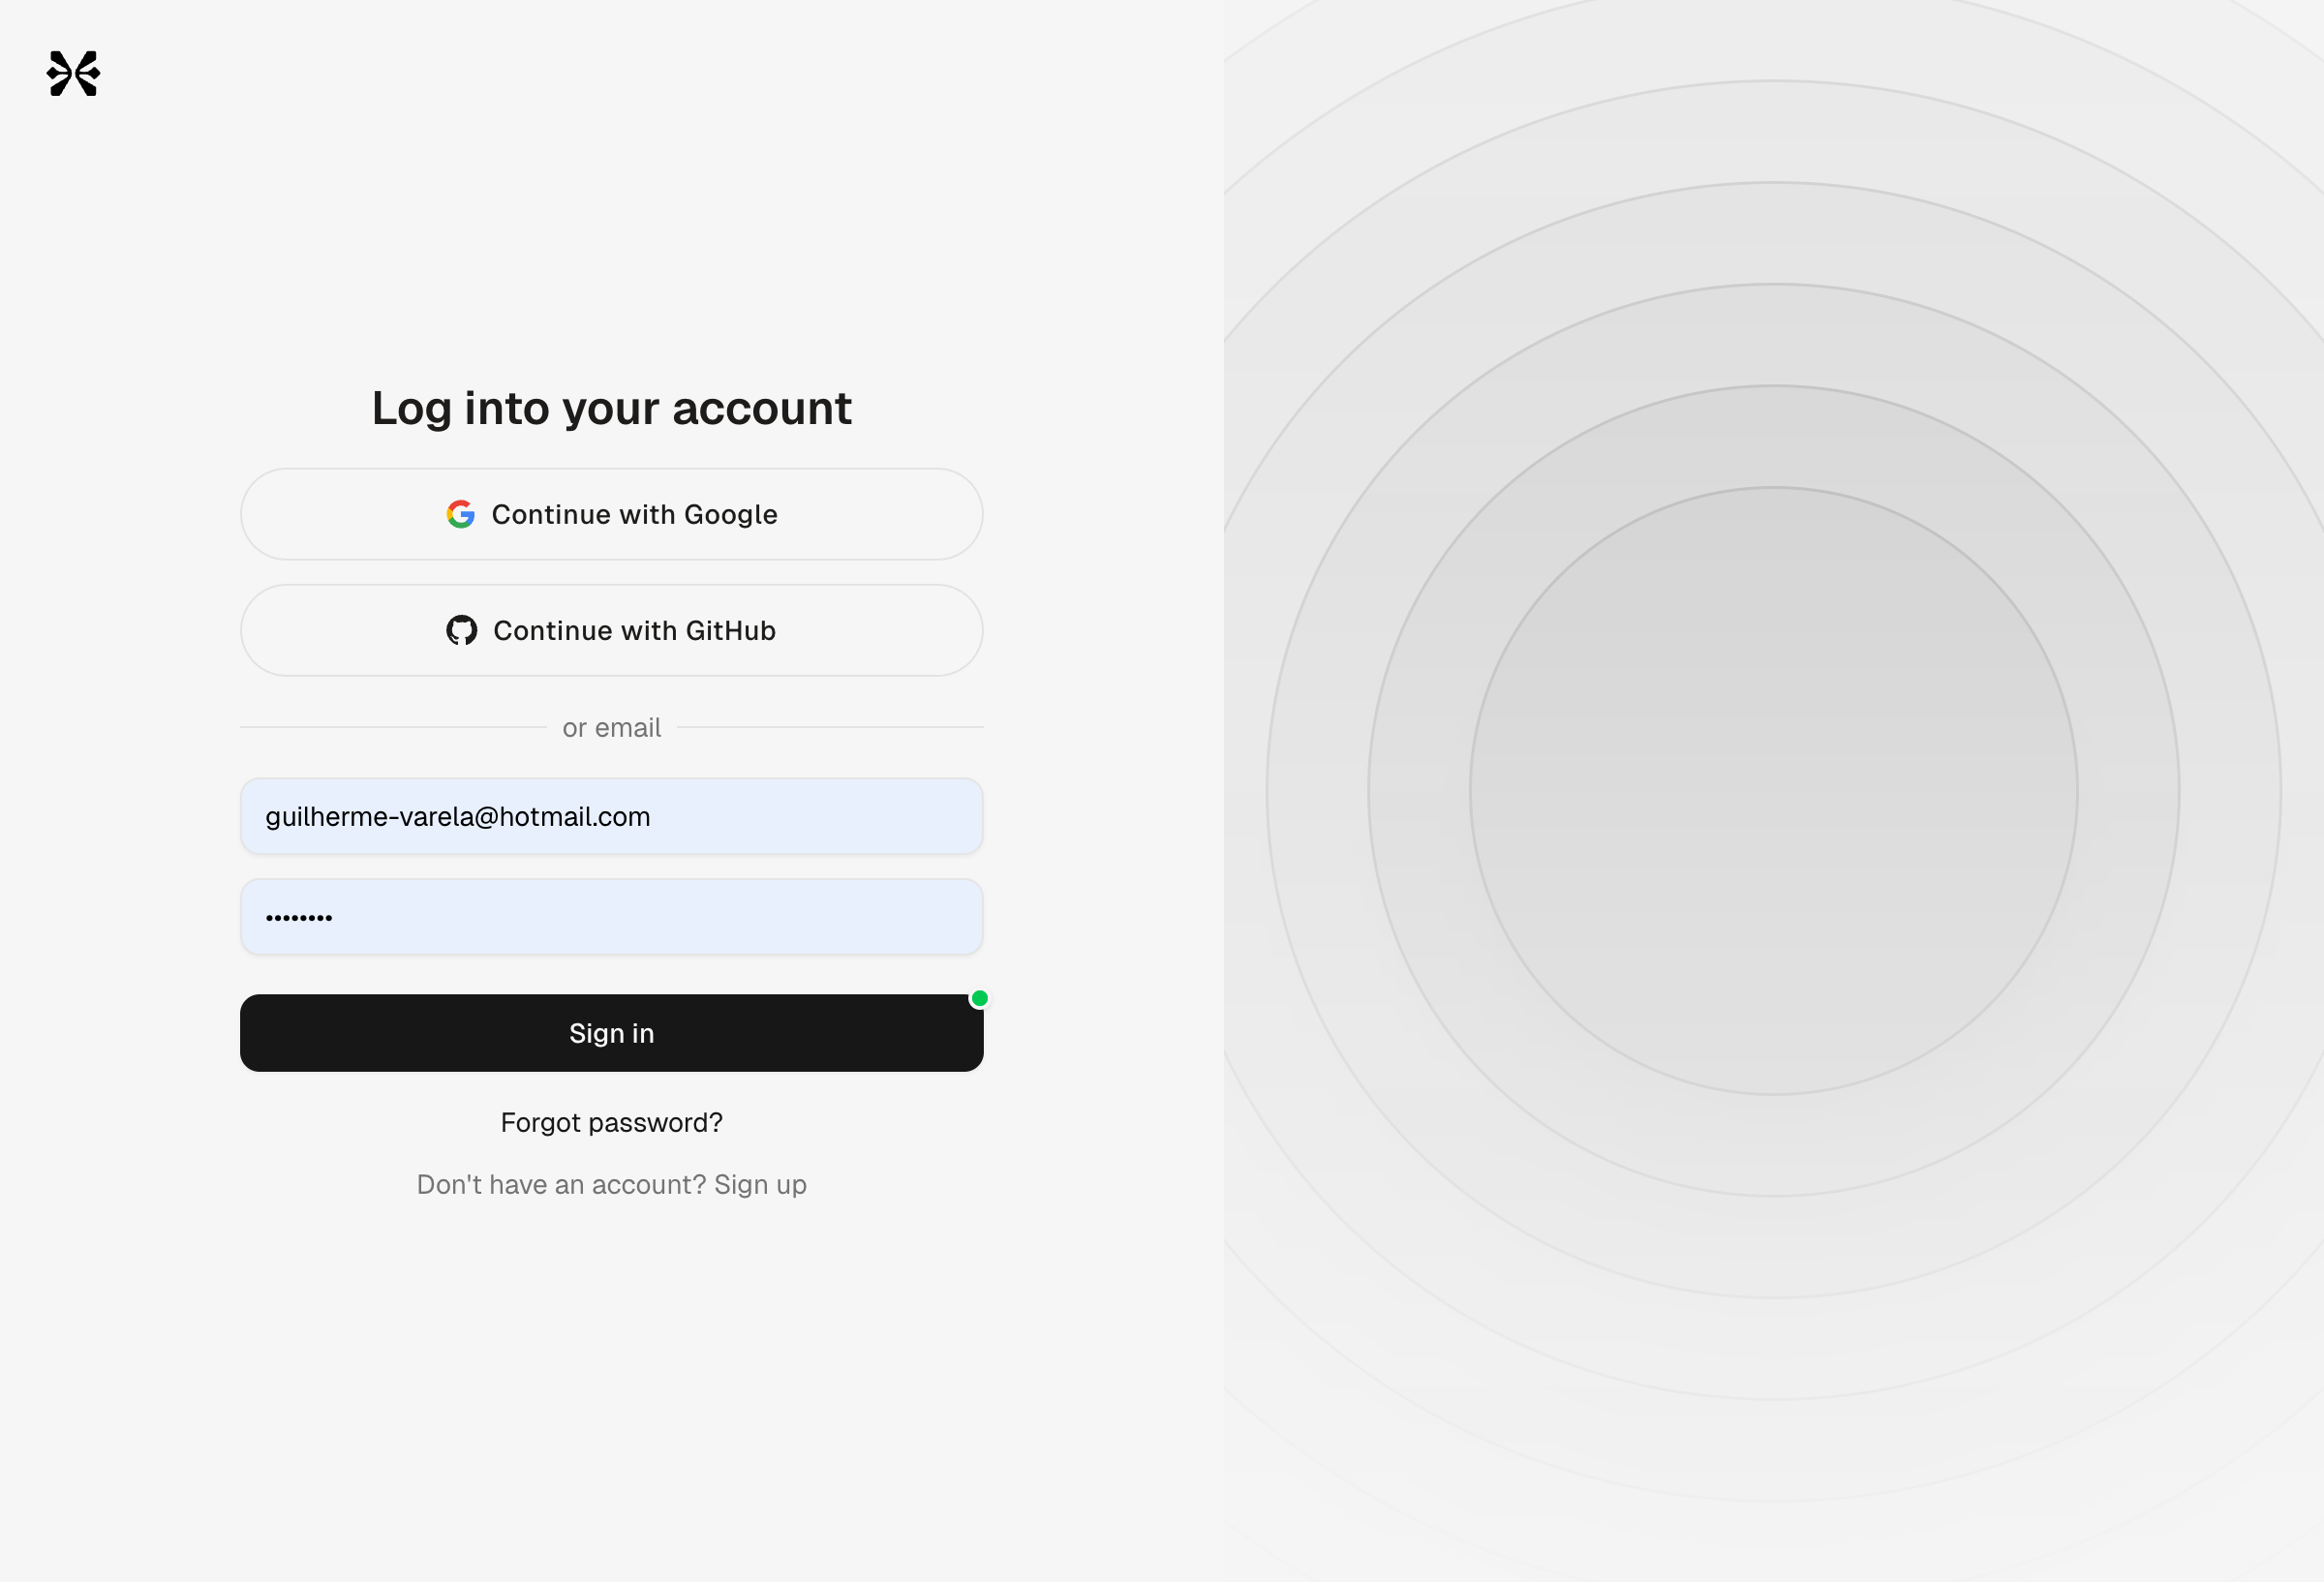 Log into your account
Continue with Google
Continue with GitHub
or email
guilherme-varela@hotmail.com
••••••••
Sign in
Forgot password?
Don't have an account? Sign up